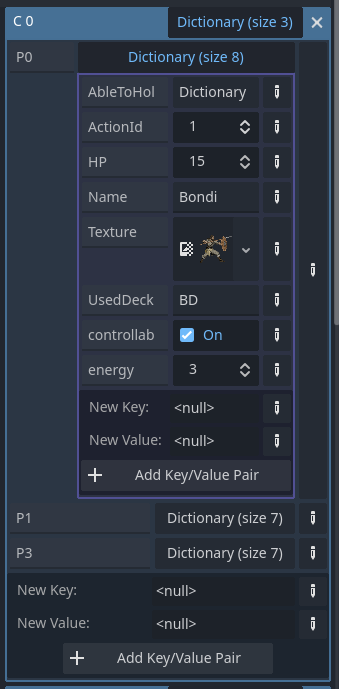 C 0 Dictionary (size 3)
P0 Dictionary (size 8)
AbleToHol Dictionary
ActionId 1
HP 15
Name Bondi
Texture
UsedDeck BD
controllab On
energy 3
New Key: <null>
New Value: <null>
Add Key/Value Pair
P1 Dictionary (size 7)
P3 Dictionary (size 7)
New Key: <null>
New Value: <null>
Add Key/Value Pair